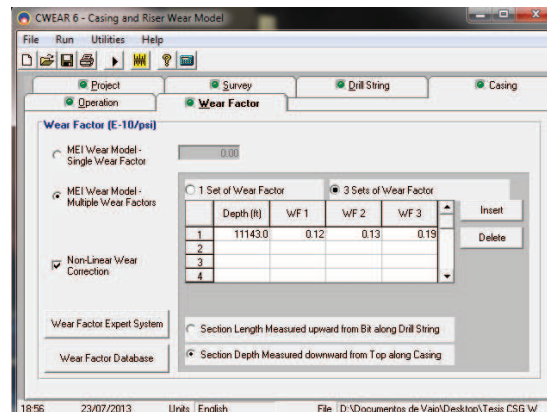 CWEAR 6 - Casing and Riser Wear Model
File Run Utilities Help
Project Survey Drill String Casing
Operation Wear Factor
Wear Factor (E-10/psi)
MEI Wear Model - Single Wear Factor 0.00
MEI Wear Model - Multiple Wear Factors
1 Set of Wear Factor 3 Sets of Wear Factor
Depth (ft) WF 1 WF 2 WF 3
1 11143.0 0.12 0.13 0.19
2
3
4
Insert
Delete
Non-Linear Wear Correction
Wear Factor Expert System
Wear Factor Database
Section Length Measured upward from Bit along Drill String
Section Depth Measured downward from Top along Casing
18:56 23/07/2013 Units English File D:\Documentos de Vaio\Desktop\Tesis CSG W